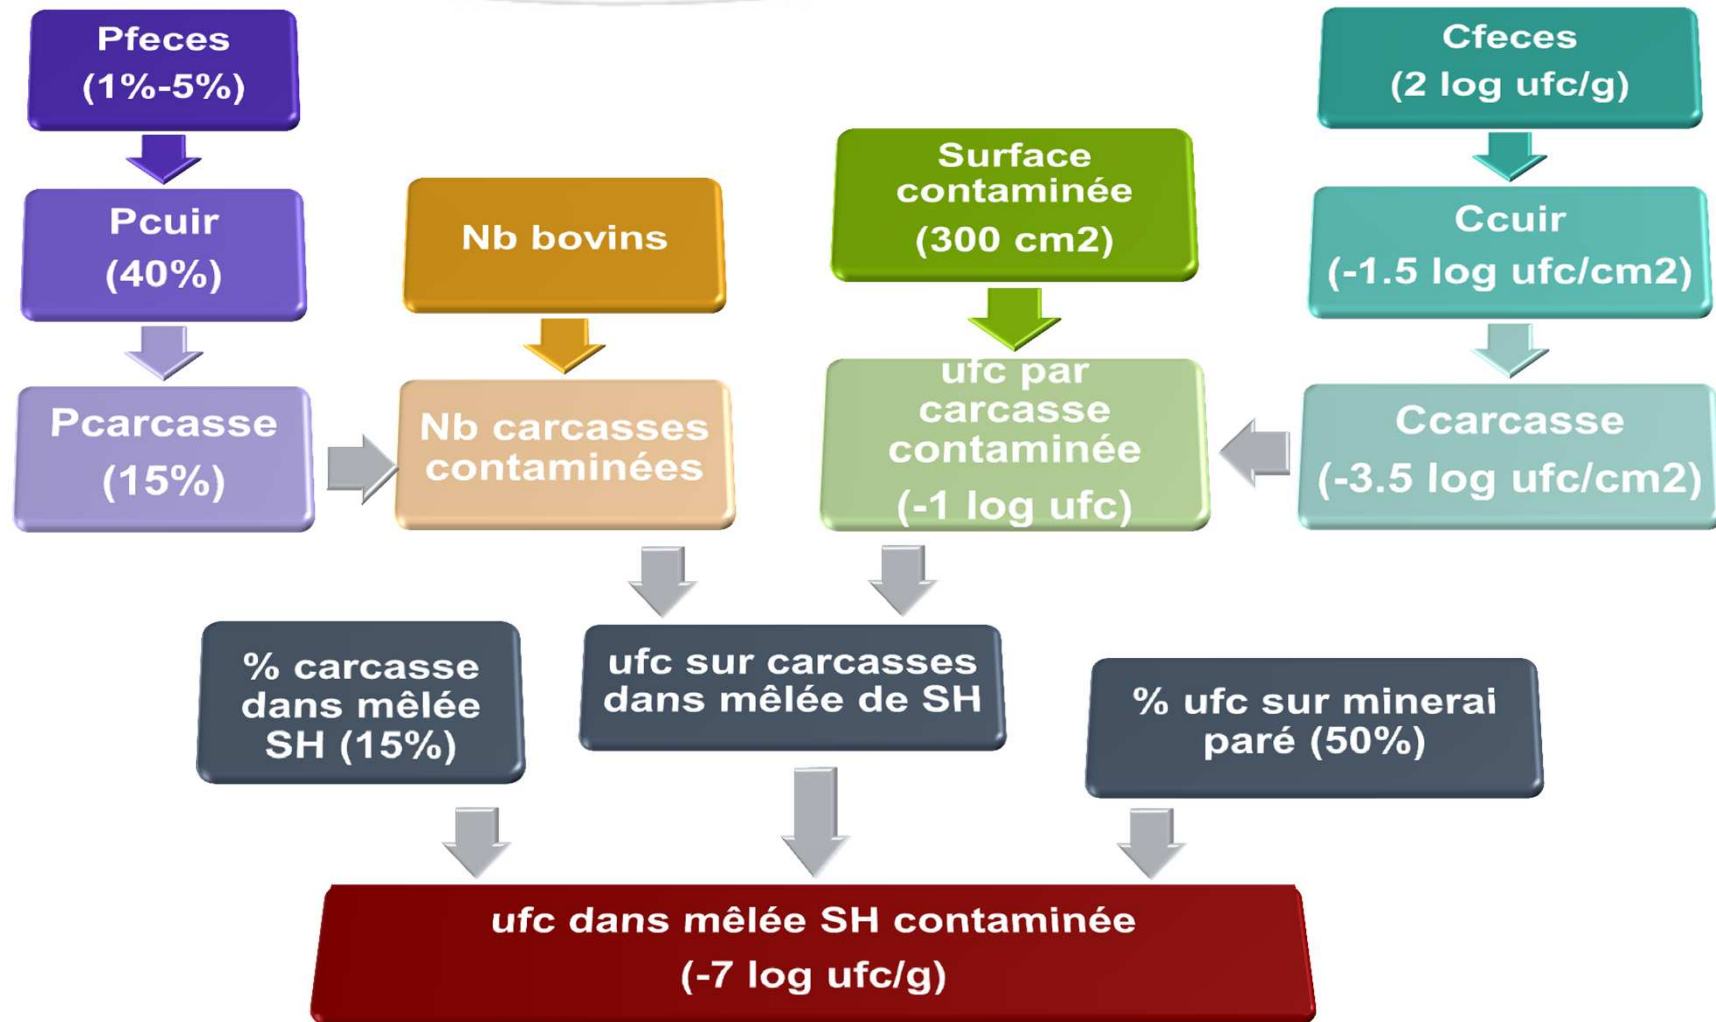 Pfeces
(1%-5%)
Cfeces
(2 log ufc/g)
Surface
contaminée
(300 cm2)
Pcuir
(40%)
Nb bovins
Ccuir
(-1.5 log ufc/cm2)
Pcarcasse
(15%)
Nb carcasses
contaminées
ufc par
carcasse
contaminée
(-1 log ufc)
Ccarcasse
(-3.5 log ufc/cm2)
% carcasse
dans mêlée
SH (15%)
ufc sur carcasses
dans mêlée de SH
% ufc sur minerai
paré (50%)
ufc dans mêlée SH contaminée
(-7 log ufc/g)